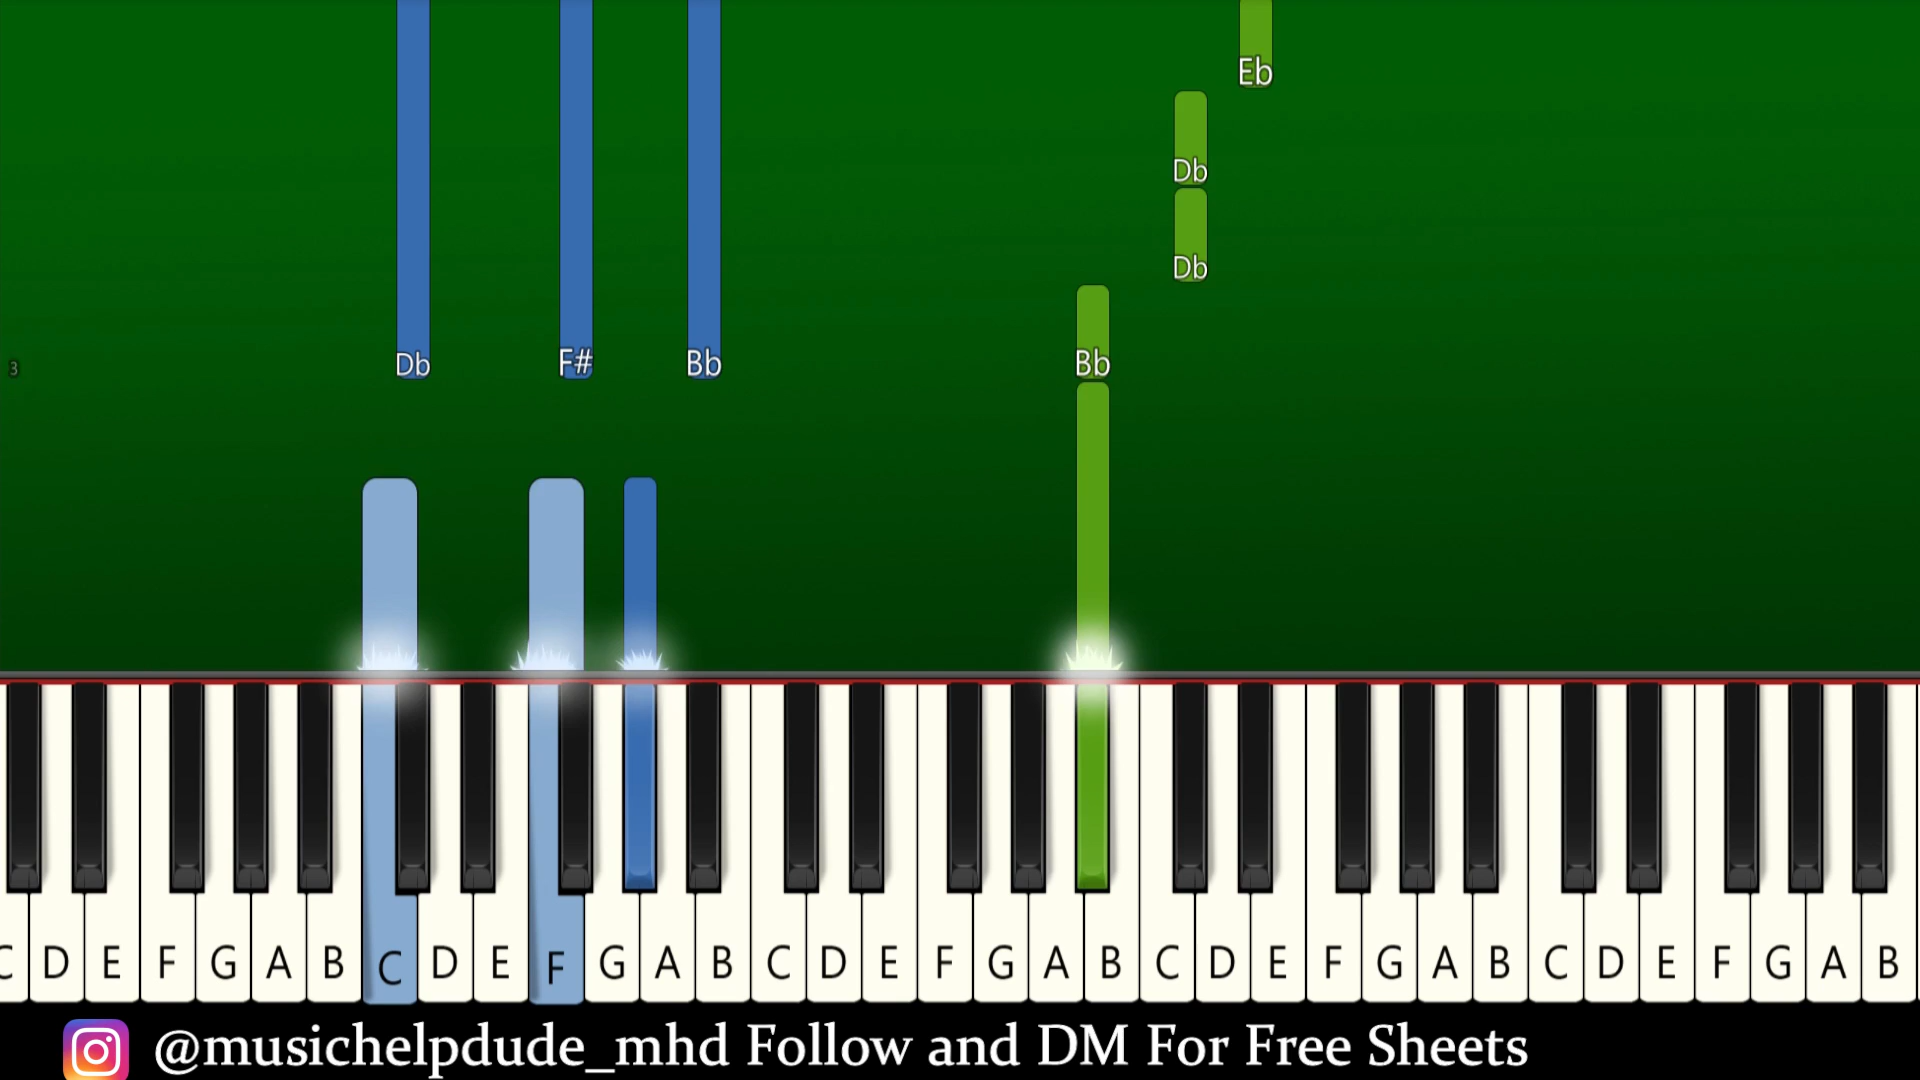 Eb
Db
Db
Db F# Bb Bb
3
C D E F G A B C D E F G A B C D E F G A B C D E F G A B C D E F G A B
@musichelpdude_mhd Follow and DM For Free Sheets